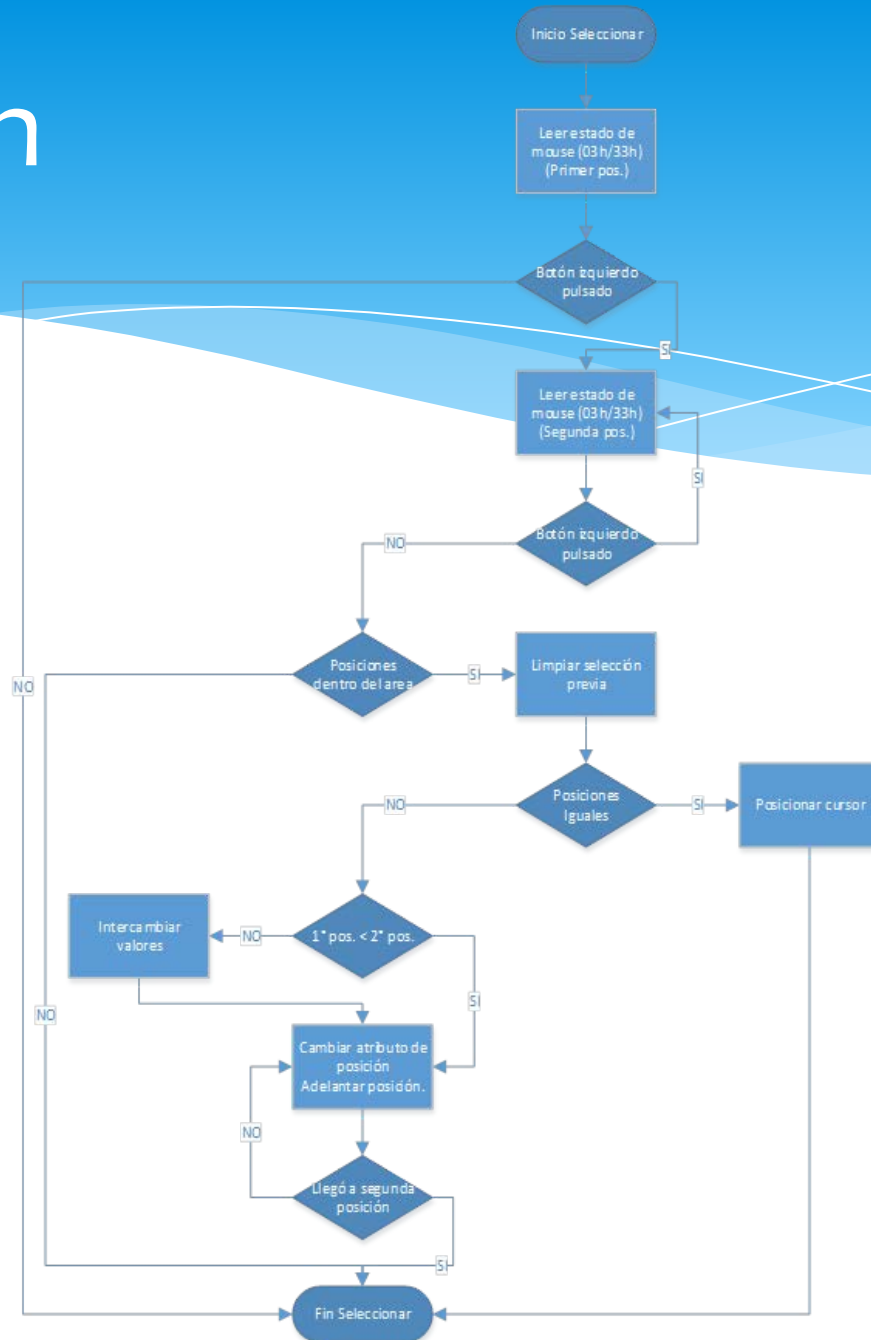 n
Inicio Seleccionar
Leer estado de
mouse (03h/33h)
(Primer pos.)
Botón izquierdo
pulsado
SI
Leer estado de
mouse (03h/33h)
(Segunda pos.)
SI
Botón izquierdo
pulsado
NO
Posiciones
dentro del area
SI
Limpiar selección
previa
NO
Posiciones
Iguales
NO
SI
Posicionar cursor
Intercambiar
valores
NO
1° pos. < 2° pos.
SI
NO
Cambiar atributo de
posición
Adelantar posición.
NO
Llegó a segunda
posición
SI
Fin Seleccionar